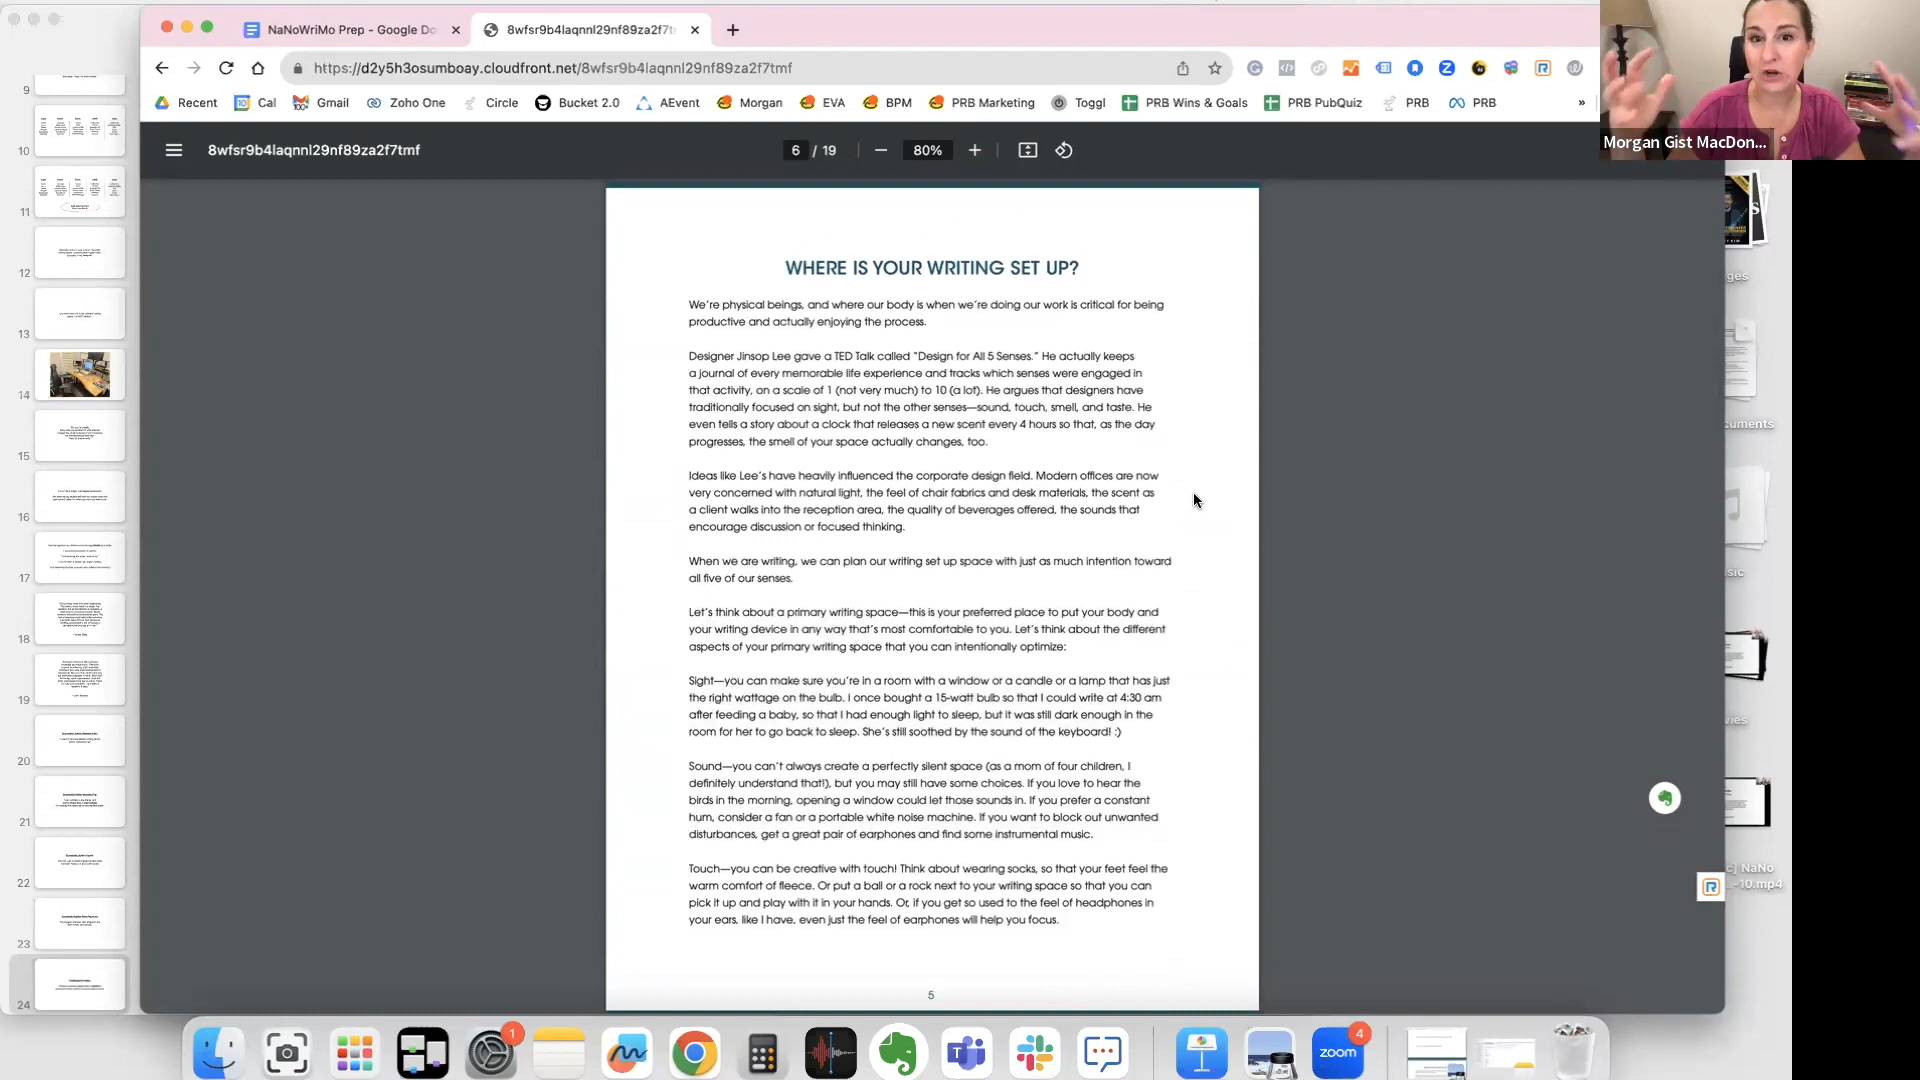 NaNoWriMo Prep - Google Do
8wfsr9b4laqnnl29nf89za2f7t
https://d2y5h3osumboay.cloudfront.net/8wfsr9b4laqnnl29nf89za2f7tmf
Recent
Cal
Gmail
Zoho One
Circle
Bucket 2.0
AEvent
Morgan
EVA
BPM
PRB Marketing
Toggl
PRB Wins & Goals
PRB PubQuiz
PRB
PRB
»
Morgan Gist MacDon...
8wfsr9b4laqnnl29nf89za2f7tmf
6 / 19
80%
WHERE IS YOUR WRITING SET UP?
We're physical beings, and where our body is when we're doing our work is critical for being
productive and actually enjoying the process.
Designer Jinsop Lee gave a TED Talk called “Design for All 5 Senses.” He actually keeps
a journal of every memorable life experience and tracks which senses were engaged in
that activity, on a scale of 1 (not very much) to 10 (a lot). He argues that designers have
traditionally focused on sight, but not the other senses—sound, touch, smell, and taste. He
even tells a story about a clock that releases a new scent every 4 hours so that, as the day
progresses, the smell of your space actually changes, too.
Ideas like Lee's have heavily influenced the corporate design field. Modern offices are now
very concerned with natural light, the feel of chair fabrics and desk materials, the scent as
a client walks into the reception area, the quality of beverages offered, the sounds that
encourage discussion or focused thinking.
When we are writing, we can plan our writing set up space with just as much intention toward
all five of our senses.
Let's think about a primary writing space—this is your preferred place to put your body and
your writing device in any way that's most comfortable to you. Let's think about the different
aspects of your primary writing space that you can intentionally optimize:
Sight—you can make sure you're in a room with a window or a candle or a lamp that has just
the right wattage on the bulb. I once bought a 15-watt bulb so that I could write at 4:30 am
after feeding a baby, so that I had enough light to sleep, but it was still dark enough in the
room for her to go back to sleep. She's still soothed by the sound of the keyboard! :)
Sound—you can't always create a perfectly silent space (as a mom of four children, I
definitely understand that!), but you may still have some choices. If you love to hear the
birds in the morning, opening a window could let those sounds in. If you prefer a constant
hum, consider a fan or a portable white noise machine. If you want to block out unwanted
disturbances, get a great pair of earphones and find some instrumental music.
Touch—you can be creative with touch! Think about wearing socks, so that your feet feel the
warm comfort of fleece. Or put a ball or a rock next to your writing space so that you can
pick it up and play with it in your hands. Or, if you get so used to the feel of headphones in
your ears, like I have, even just the feel of earphones will help you focus.
5
9
10
11
12
13
14
15
16
17
18
19
20
21
22
23
24
ges
cuments
sic
vies
c] NaNo
...-10.mp4
1
zoom
4